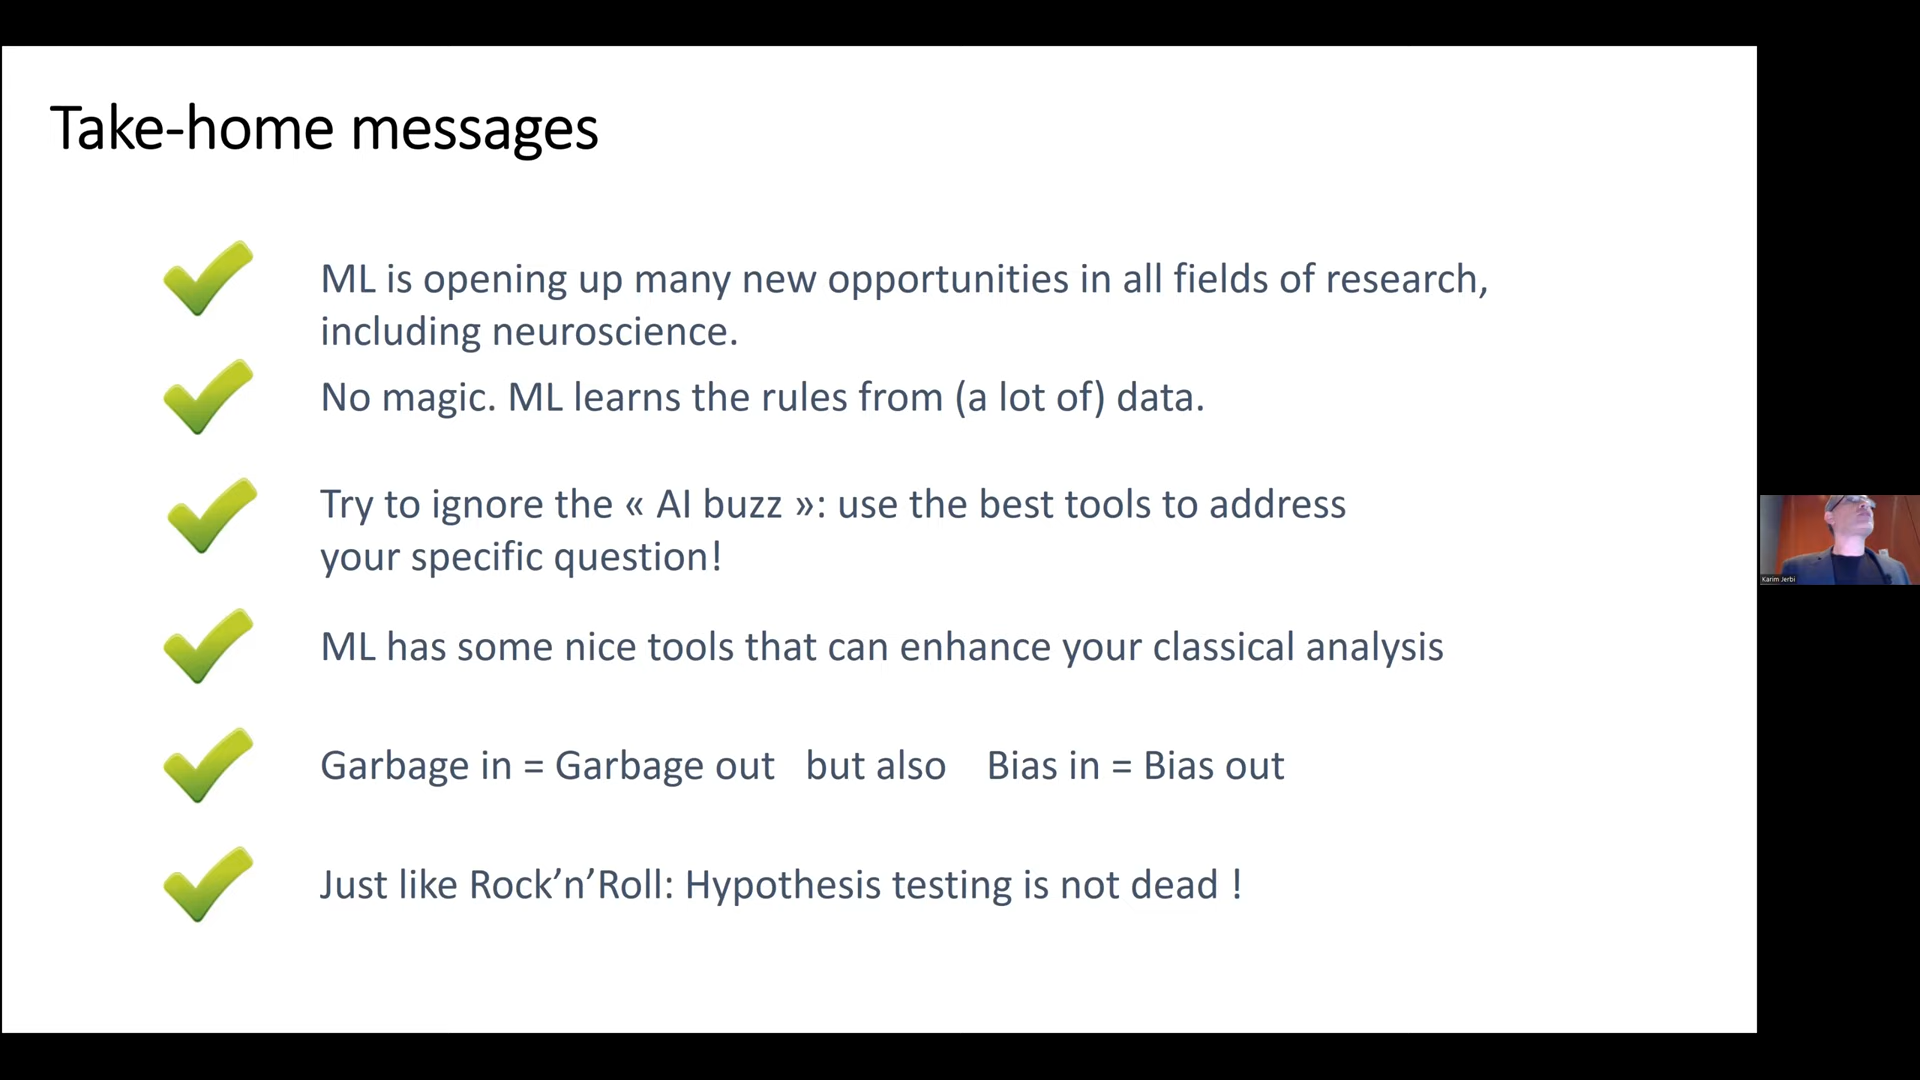 Take-home messages
ML is opening up many new opportunities in all fields of research,
including neuroscience.
No magic. ML learns the rules from (a lot of) data.
Try to ignore the « AI buzz »: use the best tools to address
your specific question!
ML has some nice tools that can enhance your classical analysis
Garbage in = Garbage out but also Bias in = Bias out
Just like Rock’n’Roll: Hypothesis testing is not dead !
Karim Jerbi